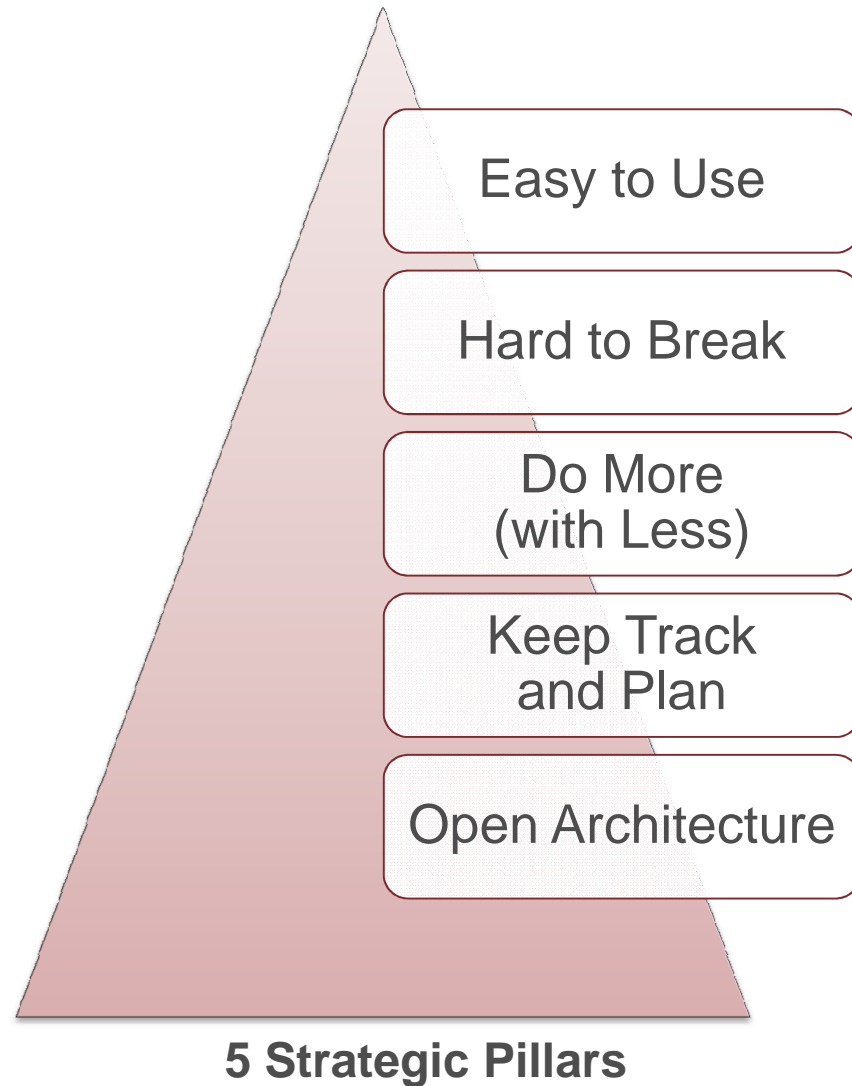 Easy to Use
Hard to Break
Do More
(with Less)
Keep Track
and Plan
Open Architecture
5 Strategic Pillars